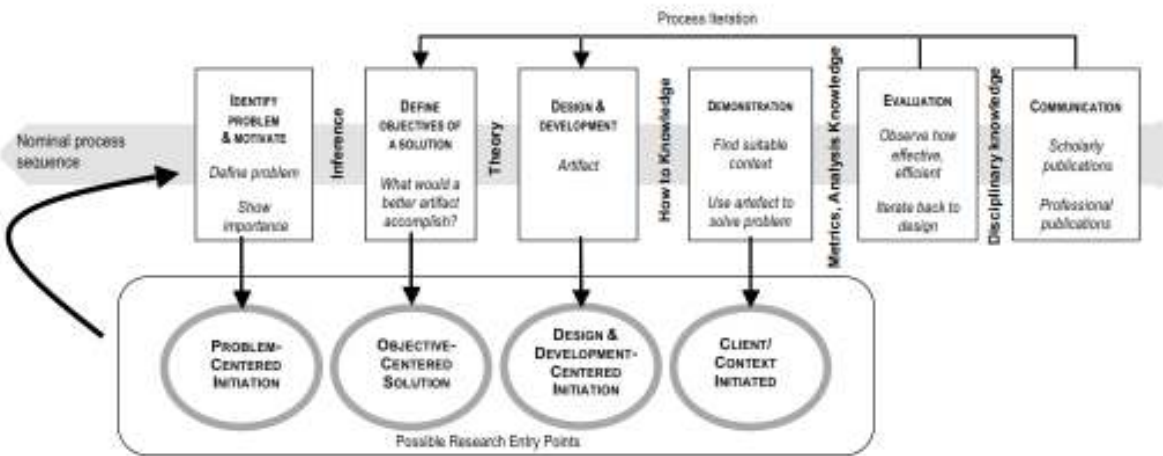 Process Iteration
Nominal process
sequence
IDENTIFY
PROBLEM
& MOTIVATE
Define problem
Show
importance
Inference
DEFINE
OBJECTIVES OF
A SOLUTION
What would a
better artifact
accomplish?
Theory
DESIGN &
DEVELOPMENT
Artifact
How to Knowledge
DEMONSTRATION
Find suitable
context
Use artefact to
solve problem
Metrics, Analysis Knowledge
EVALUATION
Observe how
effective,
efficient
Iterate back to
design
Disciplinary knowledge
COMMUNICATION
Scholarly
publications
Professional
publications
PROBLEM-
CENTERED
INITIATION
OBJECTIVE-
CENTERED
SOLUTION
DESIGN &
DEVELOPMENT-
CENTERED
INITIATION
CLIENT/
CONTEXT
INITIATED
Possible Research Entry Points